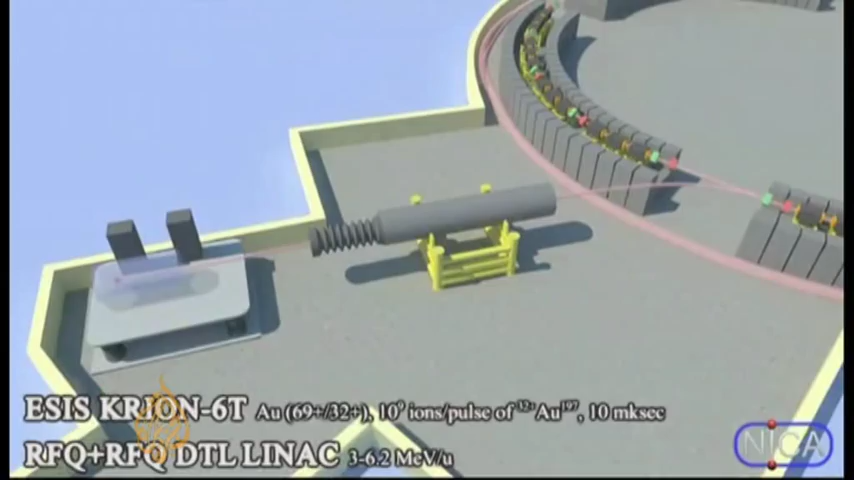 ESIS KRION-6T Au (69+/32+), 10⁹ ions/pulse of ³²⁺Au¹⁹⁷, 10 mksec
RFQ+RFQ DTL LINAC 3-6.2 MeV/u
NICA